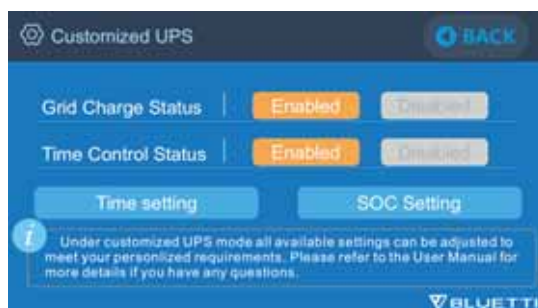 Customized UPS
BACK
Grid Charge Status
Enabled
Disabled
Time Control Status
Enabled
Disabled
Time setting
SOC Setting
i
Under customized UPS mode all available settings can be adjusted to
meet your personlized requirements. Please refer to the User Manual for
more details if you have any questions.
BLUETTI